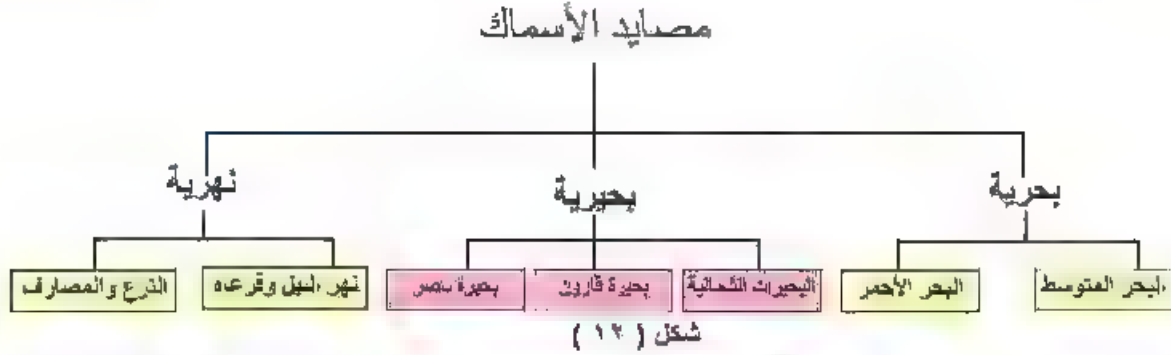 مصايد الأسماك
بحرية
بحيرية
نهرية
البحر المتوسط
البحر الأحمر
البحيرات الشمالية
بحيرة قارون
بحيرة ناصر
نهر النيل وفرعاه
الترع والمصارف
شكل ( ١٢ )